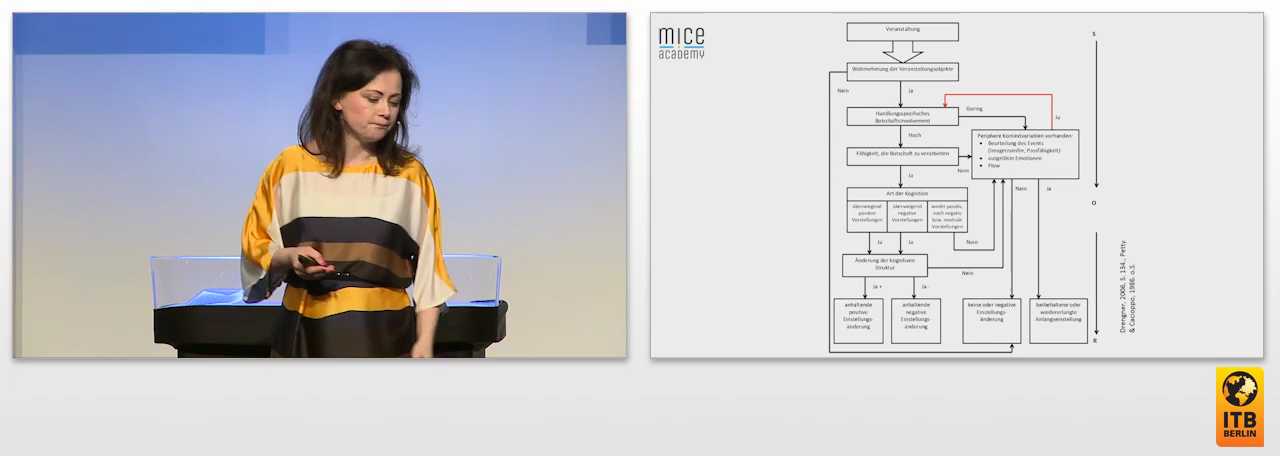 mice
academy
Veranstaltung
Wahrnehmung der Veranstaltungsobjekte
Nein
Ja
Handlungsspezifisches
Botschaftsinvolvement
Gering
Ja
Hoch
Periphere Kontextvariablen vorhanden:
• Beurteilung des Events
(Imagetransfer, Passfähigkeit)
• ausgelöste Emotionen
• Flow
Fähigkeit, die Botschaft zu verarbeiten
Nein
Ja
Nein
Ja
Art der Kognition
überwiegend
positive
Vorstellungen
überwiegend
negative
Vorstellungen
weder positiv,
noch negativ
bzw. neutrale
Vorstellungen
Ja
Ja
Nein
Änderung der kognitiven
Struktur
Nein
Ja +
Ja -
anhaltende
positive
Einstellungs-
änderung
anhaltende
negative
Einstellungs-
änderung
keine oder negative
Einstellungs-
änderung
beibehaltene oder
wiedererlangte
Anfangseinstellung
S
O
R
Drengner, 2006, S. 134., Petty
& Cacioppo, 1986. o.S.
ITB
BERLIN